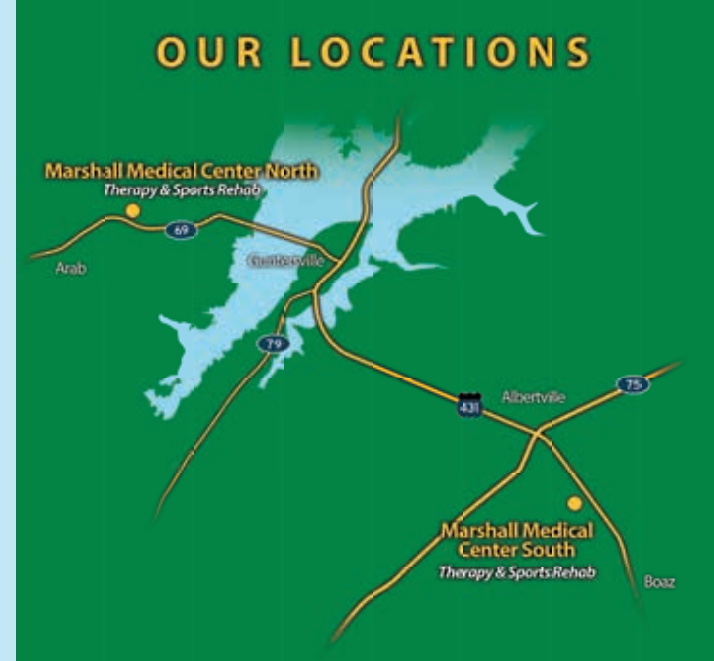 OUR LOCATIONS
Marshall Medical Center North
Therapy & Sports Rehab
69
Arab
Guntersville
79
431
Albertville
75
Marshall Medical
Center South
Therapy & Sports Rehab
Boaz